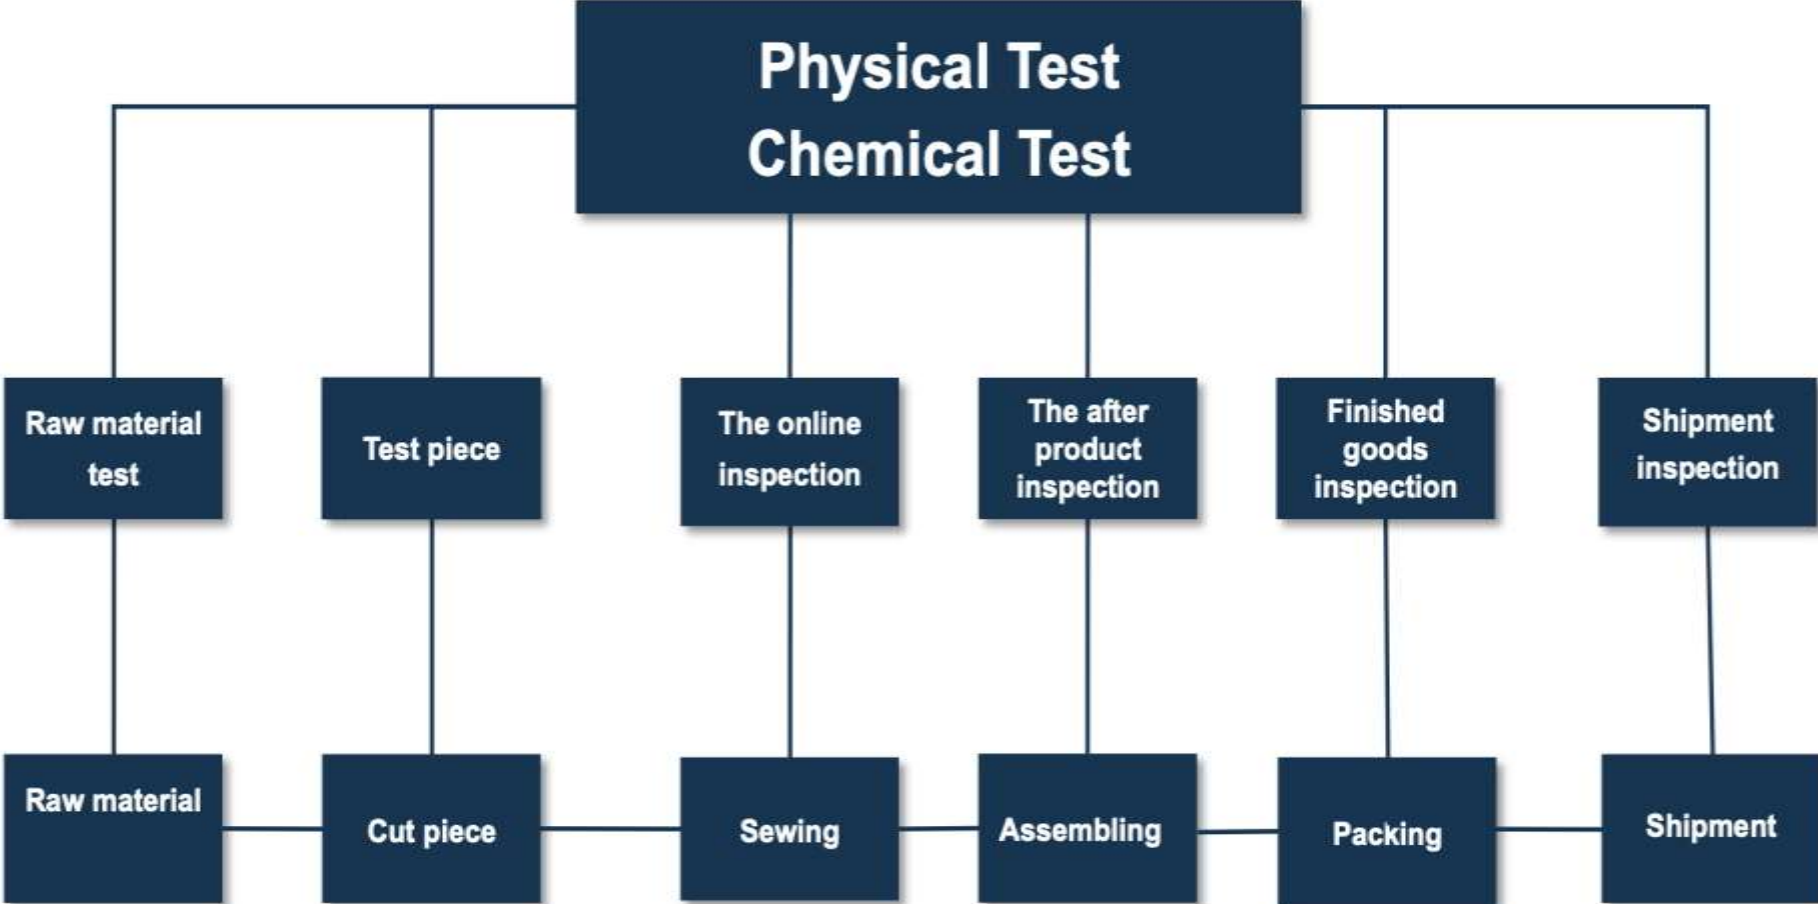 Physical Test
Chemical Test
Raw material
test
Test piece
The online
inspection
The after
product
inspection
Finished
goods
inspection
Shipment
inspection
Raw material
Cut piece
Sewing
Assembling
Packing
Shipment